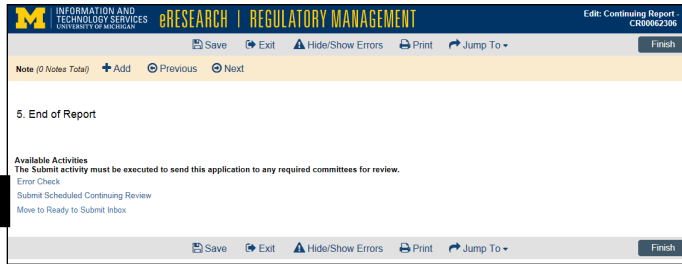 M INFORMATION AND
TECHNOLOGY SERVICES
UNIVERSITY OF MICHIGAN
eRESEARCH | REGULATORY MANAGEMENT
Edit: Continuing Report -
CR00062306
Save Exit Hide/Show Errors Print Jump To Finish
Note (0 Notes Total) Add Previous Next
5. End of Report
Available Activities
The Submit activity must be executed to send this application to any required committees for review.
Error Check
Submit Scheduled Continuing Review
Move to Ready to Submit Inbox
Save Exit Hide/Show Errors Print Jump To Finish